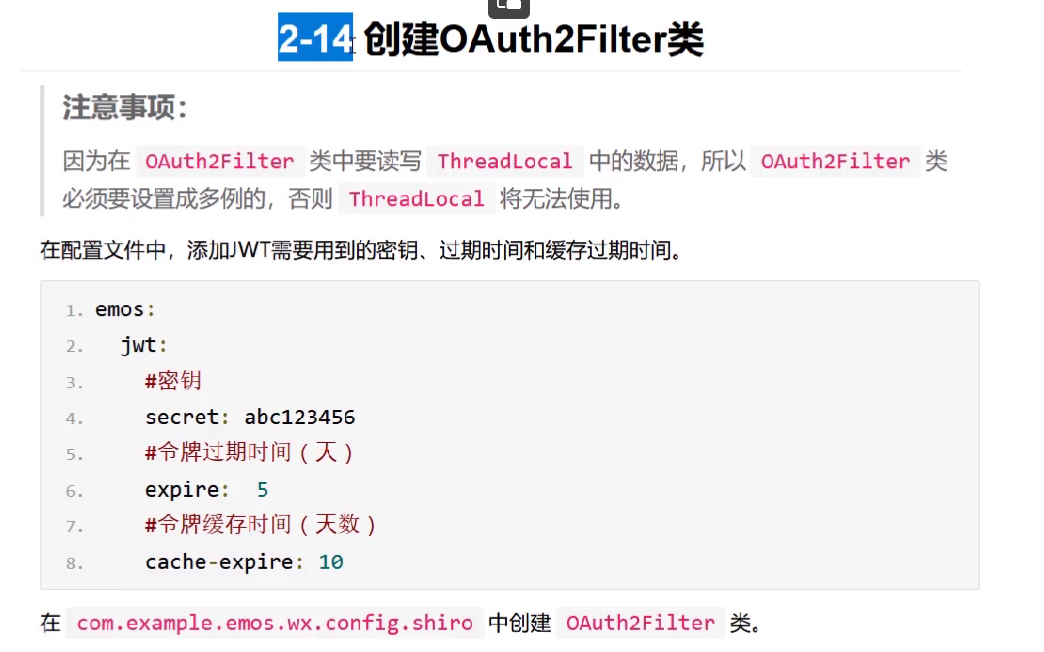 2-14 创建OAuth2Filter类
注意事项：
因为在 OAuth2Filter 类中要读写 ThreadLocal 中的数据，所以 OAuth2Filter 类
必须要设置成多例的，否则 ThreadLocal 将无法使用。
在配置文件中，添加JWT需要用到的密钥、过期时间和缓存过期时间。
1. emos:
2. jwt:
3. #密钥
4. secret: abc123456
5. #令牌过期时间（天）
6. expire: 5
7. #令牌缓存时间（天数）
8. cache-expire: 10
在 com.example.emos.wx.config.shiro 中创建 OAuth2Filter 类。